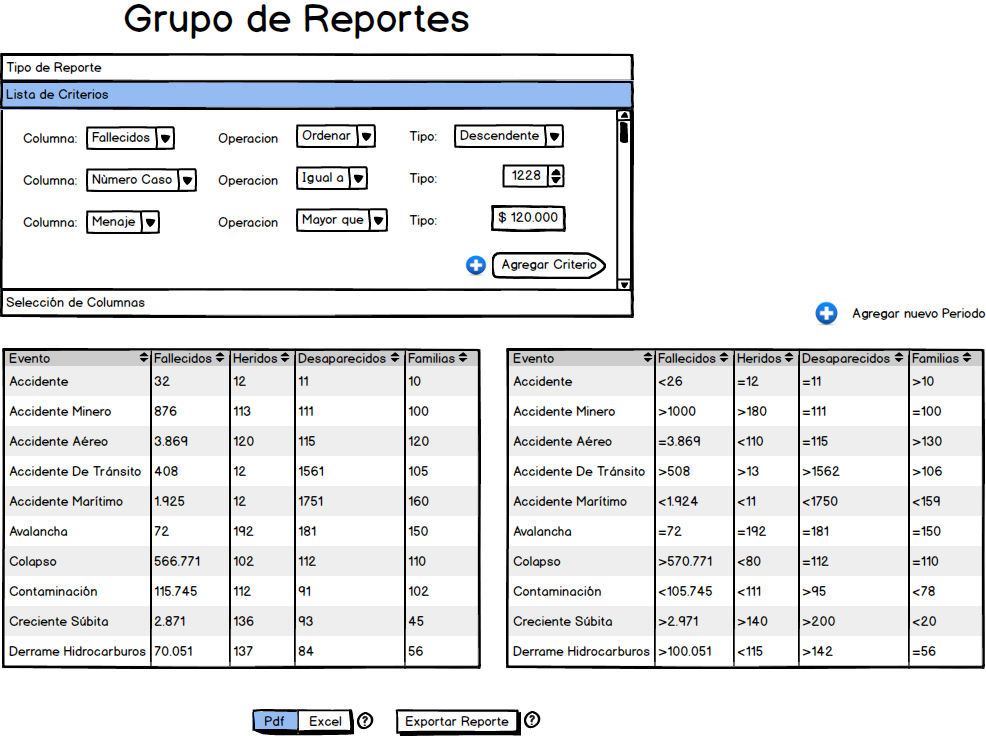 Grupo de Reportes
Tipo de Reporte
Lista de Criterios
Columna: Fallecidos Operacion Ordenar Tipo: Descendente
Columna: Nùmero Caso Operacion Igual a Tipo: 1228
Columna: Menaje Operacion Mayor que Tipo: $ 120.000
Agregar Criterio
Selección de Columnas
Agregar nuevo Periodo
Evento Fallecidos Heridos Desaparecidos Familias
Accidente 32 12 11 10
Accidente Minero 876 113 111 100
Accidente Aéreo 3.869 120 115 120
Accidente De Tránsito 408 12 1561 105
Accidente Marítimo 1.925 12 1751 160
Avalancha 72 192 181 150
Colapso 566.771 102 112 110
Contaminación 115.745 112 91 102
Creciente Súbita 2.871 136 93 45
Derrame Hidrocarburos 70.051 137 84 56
Evento Fallecidos Heridos Desaparecidos Familias
Accidente <26 =12 =11 >10
Accidente Minero >1000 >180 =111 =100
Accidente Aéreo =3.869 <110 =115 >130
Accidente De Tránsito >508 >13 >1562 >106
Accidente Marítimo <1.924 <11 <1750 <159
Avalancha =72 =192 =181 =150
Colapso >570.771 <80 =112 =110
Contaminación <105.745 <111 >95 <78
Creciente Súbita >2.971 >140 >200 <20
Derrame Hidrocarburos >100.051 <115 >142 =56
Pdf Excel ? Exportar Reporte ?